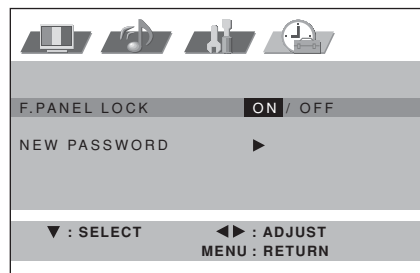 F.PANEL LOCK ON / OFF
NEW PASSWORD ▶
▼ : SELECT ◀▶ : ADJUST
MENU : RETURN